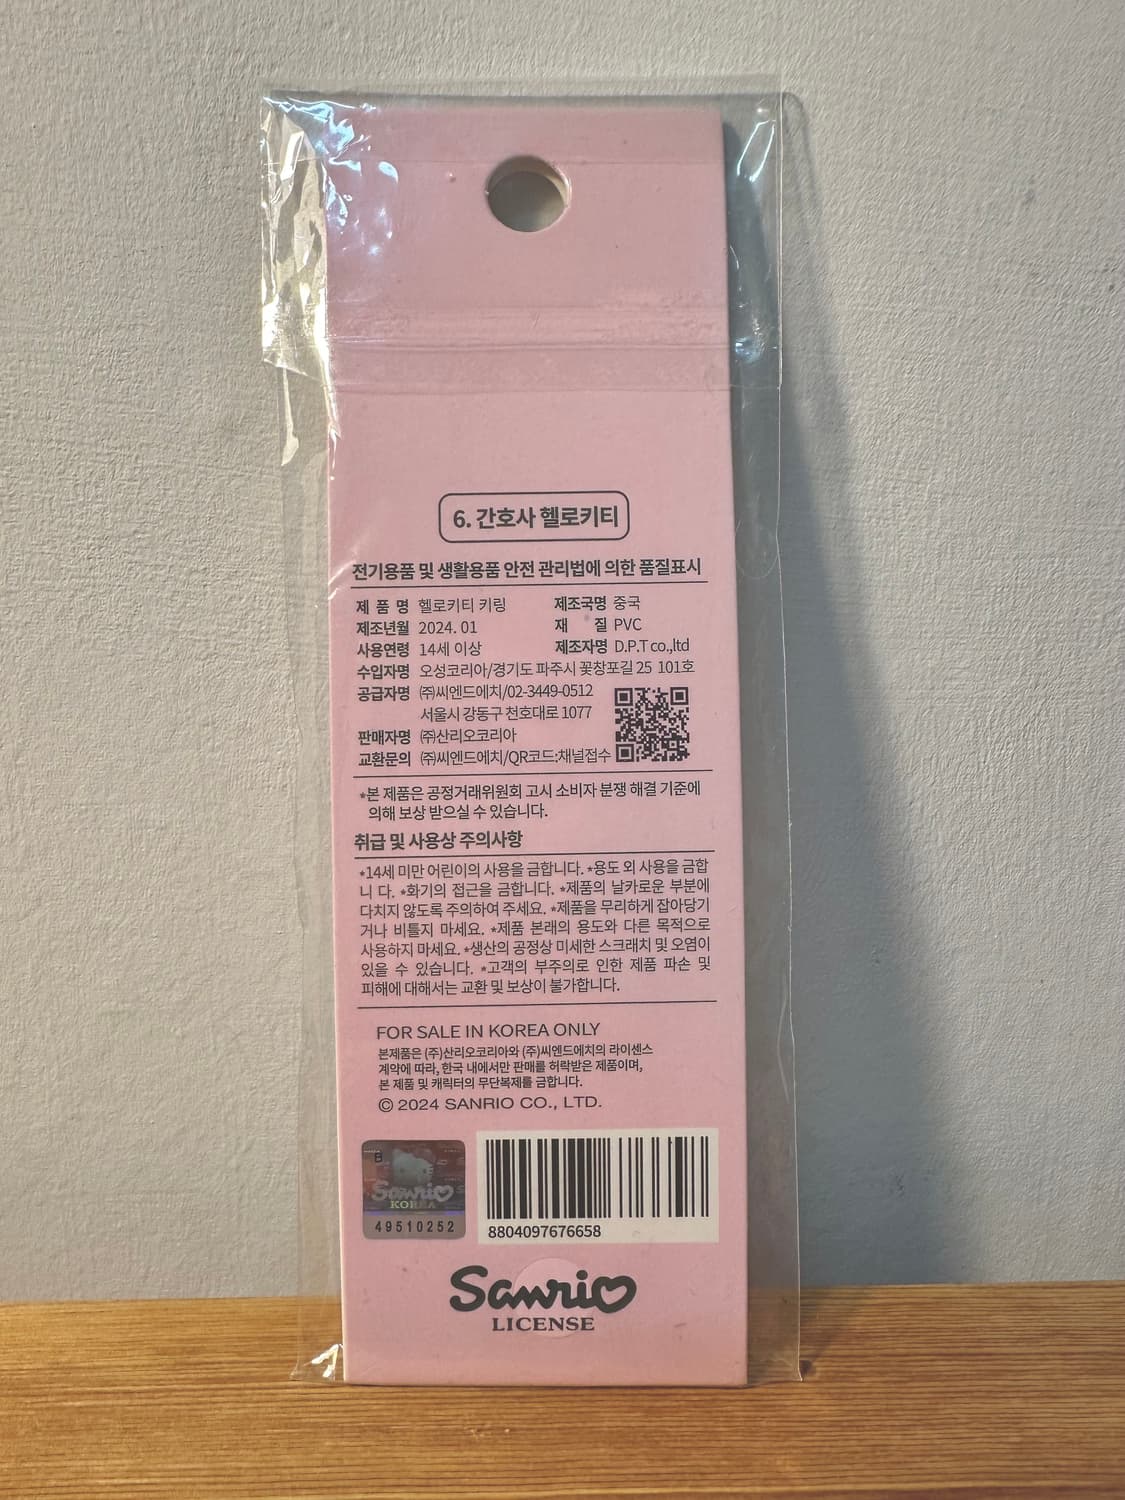 6. 간호사 헬로키티
전기용품 및 생활용품 안전 관리법에 의한 품질표시
제 품 명 헬로키티 키링 제조국명 중국
제조년월 2024. 01 재 질 PVC
사용연령 14세 이상 제조자명 D.P.T co.,ltd
수입자명 오성코리아/경기도 파주시 꽃창포길 25 101호
공급자명 ㈜씨엔드에치/02-3449-0512
서울시 강동구 천호대로 1077
판매자명 ㈜산리오코리아
교환문의 ㈜씨엔드에치/QR코드:채널접수
*본 제품은 공정거래위원회 고시 소비자 분쟁 해결 기준에
의해 보상 받으실 수 있습니다.
취급 및 사용상 주의사항
*14세 미만 어린이의 사용을 금합니다. *용도 외 사용을 금합
니 다. *화기의 접근을 금합니다. *제품의 날카로운 부분에
다치지 않도록 주의하여 주세요. *제품을 무리하게 잡아당기
거나 비틀지 마세요. *제품 본래의 용도와 다른 목적으로
사용하지 마세요. *생산의 공정상 미세한 스크래치 및 오염이
있을 수 있습니다. *고객의 부주의로 인한 제품 파손 및
피해에 대해서는 교환 및 보상이 불가합니다.
FOR SALE IN KOREA ONLY
본제품은 (주)산리오코리아와 (주)씨엔드에치의 라이센스
계약에 따라, 한국 내에서만 판매를 허락받은 제품이며,
본 제품 및 캐릭터의 무단복제를 금합니다.
© 2024 SANRIO CO., LTD.
B
Sanrio
KOREA
49510252
8804097676658
Sanrio
LICENSE